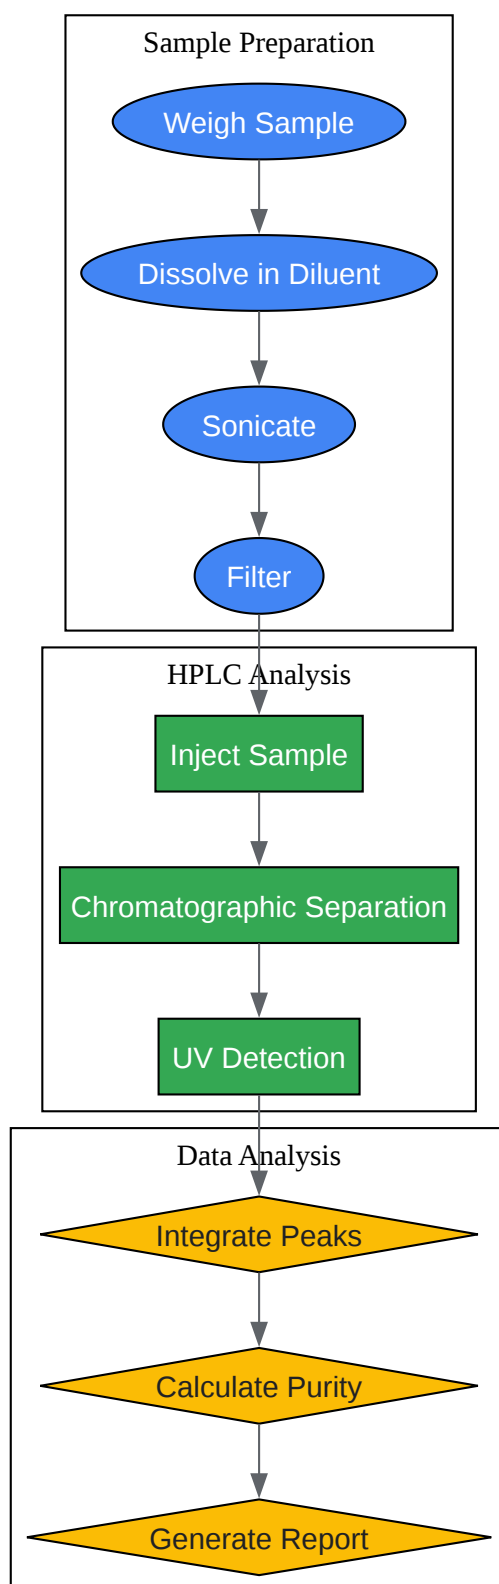 Sample Preparation
Weigh Sample
Dissolve in Diluent
Sonicate
Filter
HPLC Analysis
Inject Sample
Chromatographic Separation
UV Detection
Data Analysis
Integrate Peaks
Calculate Purity
Generate Report